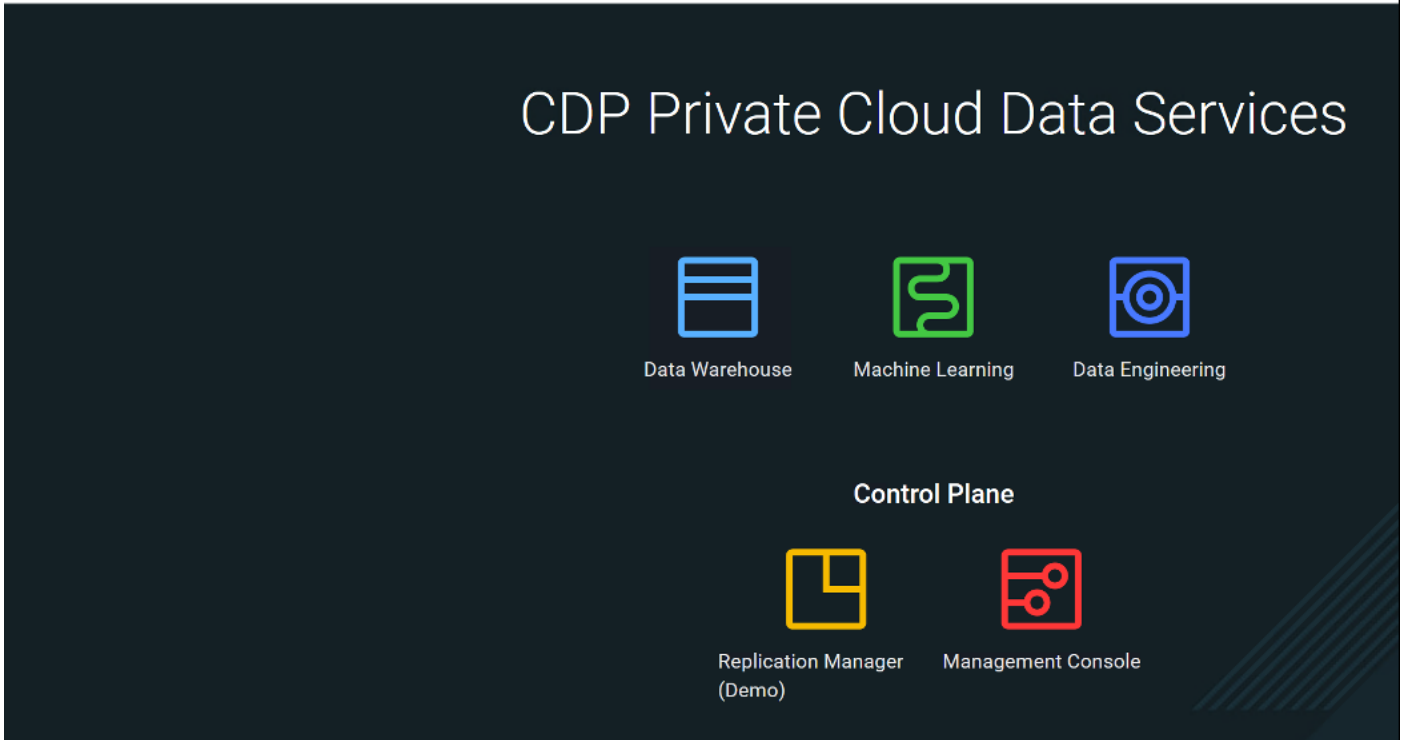 CDP Private Cloud Data Services
Data Warehouse
Machine Learning
Data Engineering
Control Plane
Replication Manager
(Demo)
Management Console